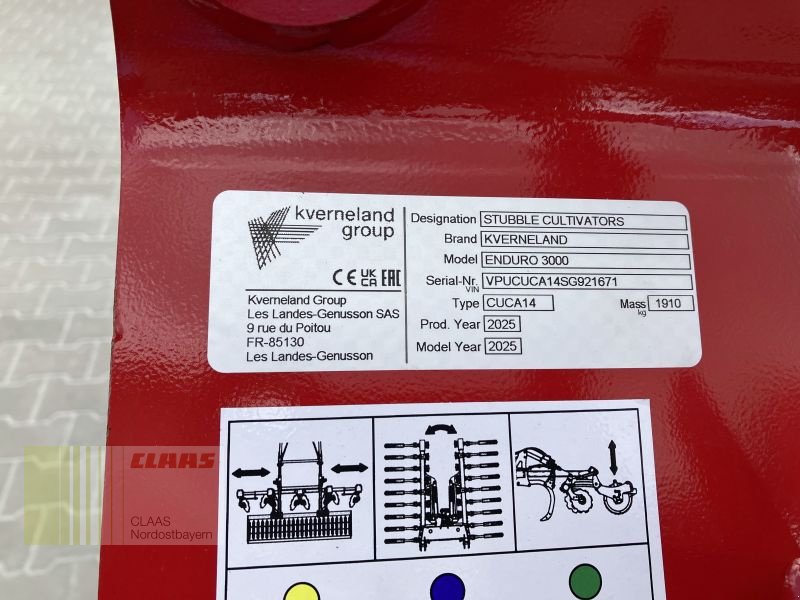 kverneland
group
CE UK CA EAC
Kverneland Group
Les Landes-Genusson SAS
9 rue du Poitou
FR-85130
Les Landes-Genusson
Designation STUBBLE CULTIVATORS
Brand KVERNELAND
Model ENDURO 3000
Serial-Nr. VIN VPUCUCA14SG921671
Type CUCA14 Mass kg 1910
Prod. Year 2025
Model Year 2025
CLAAS
CLAAS
Nordostbayern